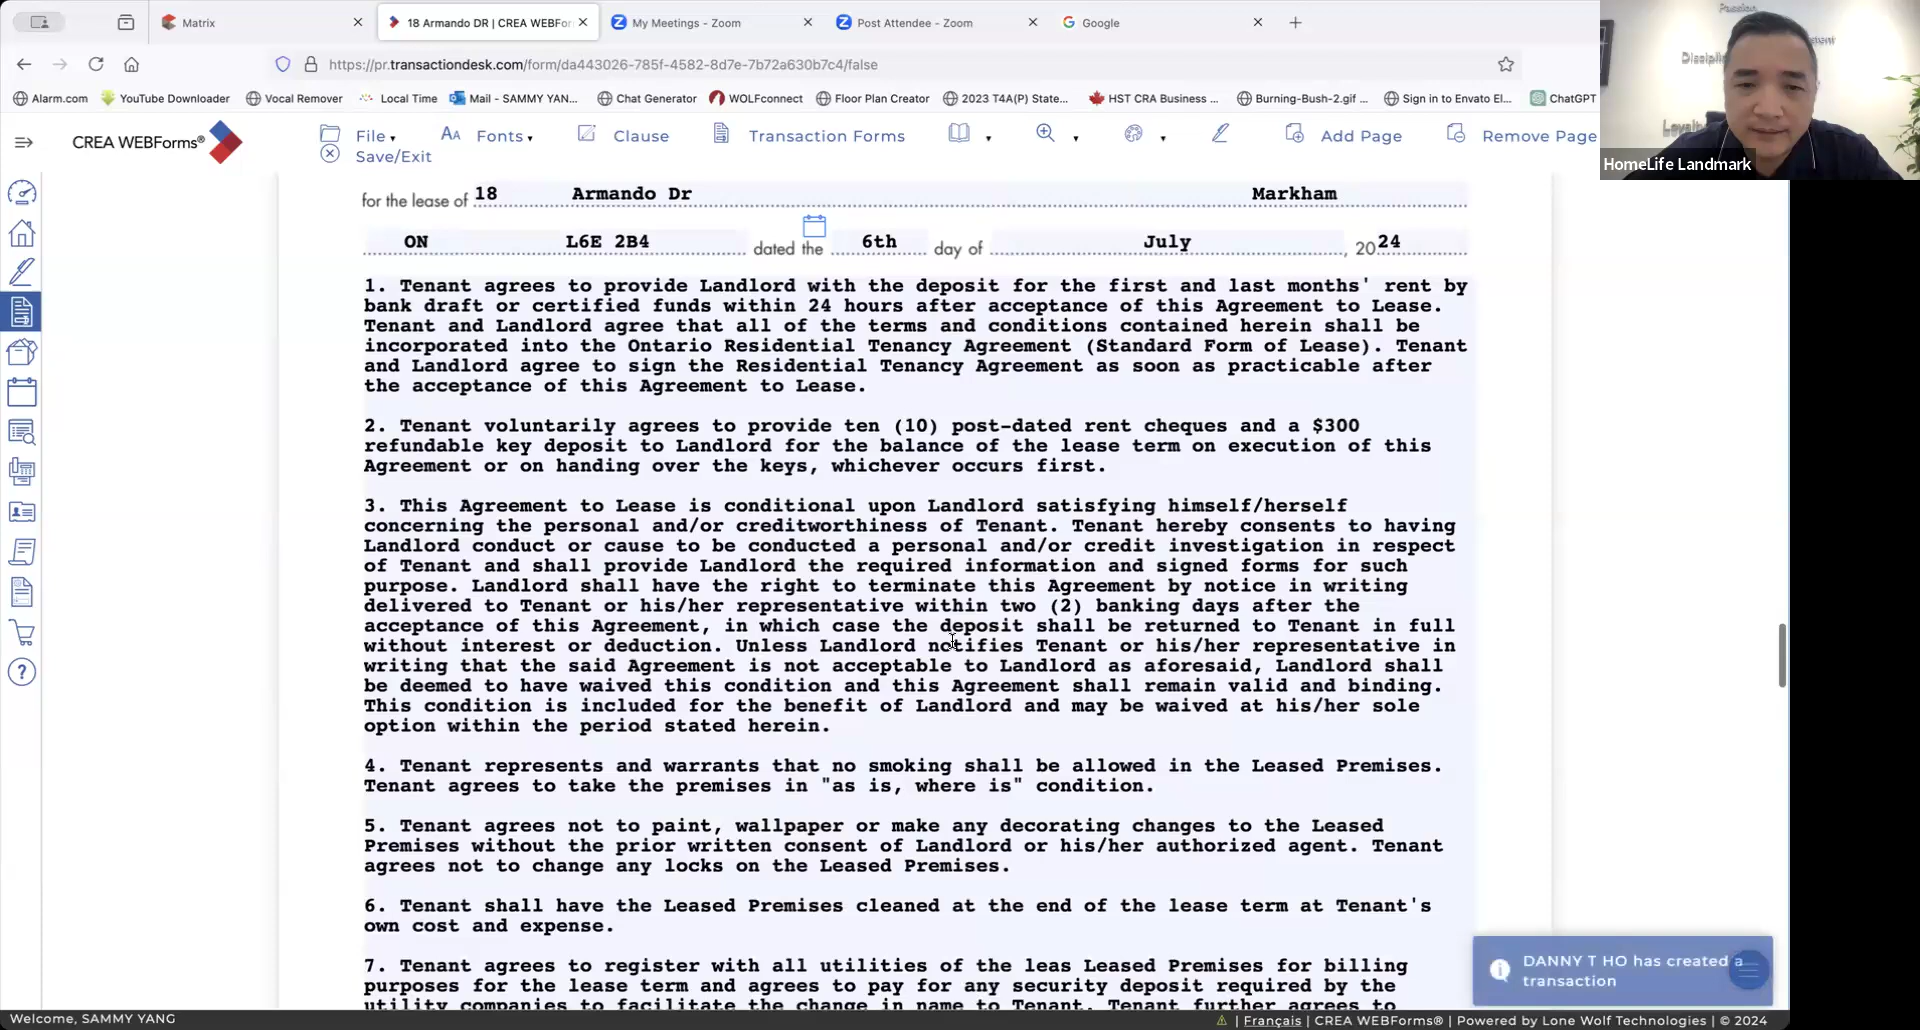 Matrix
18 Armando DR | CREA WEBFor
My Meetings - Zoom
Post Attendee - Zoom
Google
https://pr.transactiondesk.com/form/da443026-785f-4582-8d7e-7b72a630b7c4/false
Alarm.com
YouTube Downloader
Vocal Remover
Local Time
Mail - SAMMY YAN...
Chat Generator
WOLFconnect
Floor Plan Creator
2023 T4A(P) State...
HST CRA Business ...
Burning-Bush-2.gif ...
Sign in to Envato El...
ChatGPT
CREA WEBForms®
File
Fonts
Clause
Transaction Forms
Add Page
Remove Page
Save/Exit
HomeLife Landmark
for the lease of 18 Armando Dr Markham
ON L6E 2B4 dated the 6th day of July, 2024
1. Tenant agrees to provide Landlord with the deposit for the first and last months' rent by
bank draft or certified funds within 24 hours after acceptance of this Agreement to Lease.
Tenant and Landlord agree that all of the terms and conditions contained herein shall be
incorporated into the Ontario Residential Tenancy Agreement (Standard Form of Lease). Tenant
and Landlord agree to sign the Residential Tenancy Agreement as soon as practicable after
the acceptance of this Agreement to Lease.
2. Tenant voluntarily agrees to provide ten (10) post-dated rent cheques and a $300
refundable key deposit to Landlord for the balance of the lease term on execution of this
Agreement or on handing over the keys, whichever occurs first.
3. This Agreement to Lease is conditional upon Landlord satisfying himself/herself
concerning the personal and/or creditworthiness of Tenant. Tenant hereby consents to having
Landlord conduct or cause to be conducted a personal and/or credit investigation in respect
of Tenant and shall provide Landlord the required information and signed forms for such
purpose. Landlord shall have the right to terminate this Agreement by notice in writing
delivered to Tenant or his/her representative within two (2) banking days after the
acceptance of this Agreement, in which case the deposit shall be returned to Tenant in full
without interest or deduction. Unless Landlord notifies Tenant or his/her representative in
writing that the said Agreement is not acceptable to Landlord as aforesaid, Landlord shall
be deemed to have waived this condition and this Agreement shall remain valid and binding.
This condition is included for the benefit of Landlord and may be waived at his/her sole
option within the period stated herein.
4. Tenant represents and warrants that no smoking shall be allowed in the Leased Premises.
Tenant agrees to take the premises in "as is, where is" condition.
5. Tenant agrees not to paint, wallpaper or make any decorating changes to the Leased
Premises without the prior written consent of Landlord or his/her authorized agent. Tenant
agrees not to change any locks on the Leased Premises.
6. Tenant shall have the Leased Premises cleaned at the end of the lease term at Tenant's
own cost and expense.
7. Tenant agrees to register with all utilities of the leas Leased Premises for billing
purposes for the lease term and agrees to pay for any security deposit required by the
utility companies to facilitate the change in name to Tenant. Tenant further agrees to
DANNY T HO has created a
transaction
Welcome, SAMMY YANG
| Français | CREA WEBForms® | Powered by Lone Wolf Technologies | © 2024